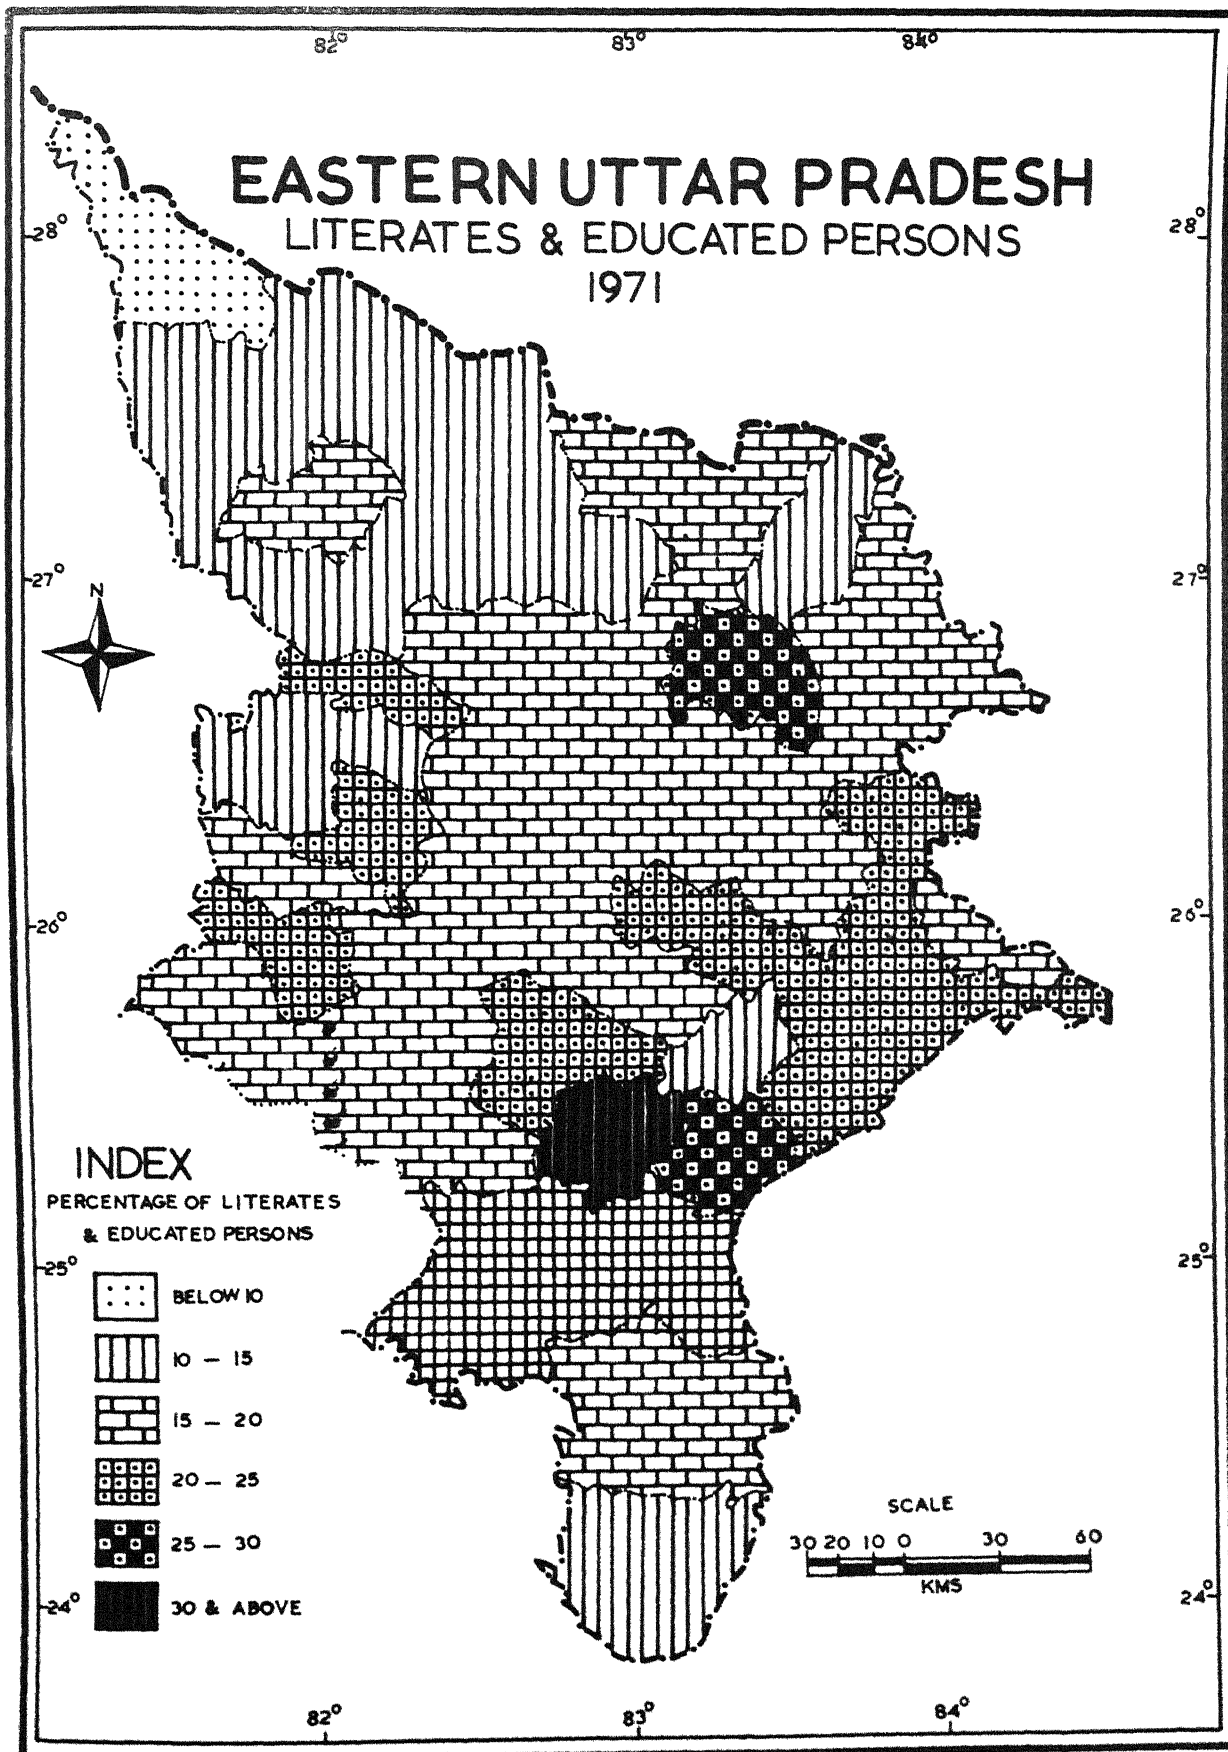 82° 83° 84°
EASTERN UTTAR PRADESH
LITERATES & EDUCATED PERSONS
1971
28° 28°
27° 27°
N
26° 26°
INDEX
PERCENTAGE OF LITERATES
& EDUCATED PERSONS
25° 25°
BELOW 10
10 – 15
15 – 20
20 – 25
25 – 30
30 & ABOVE
SCALE
30 20 10 0 30 60
KMS
24° 24°
82° 83° 84°